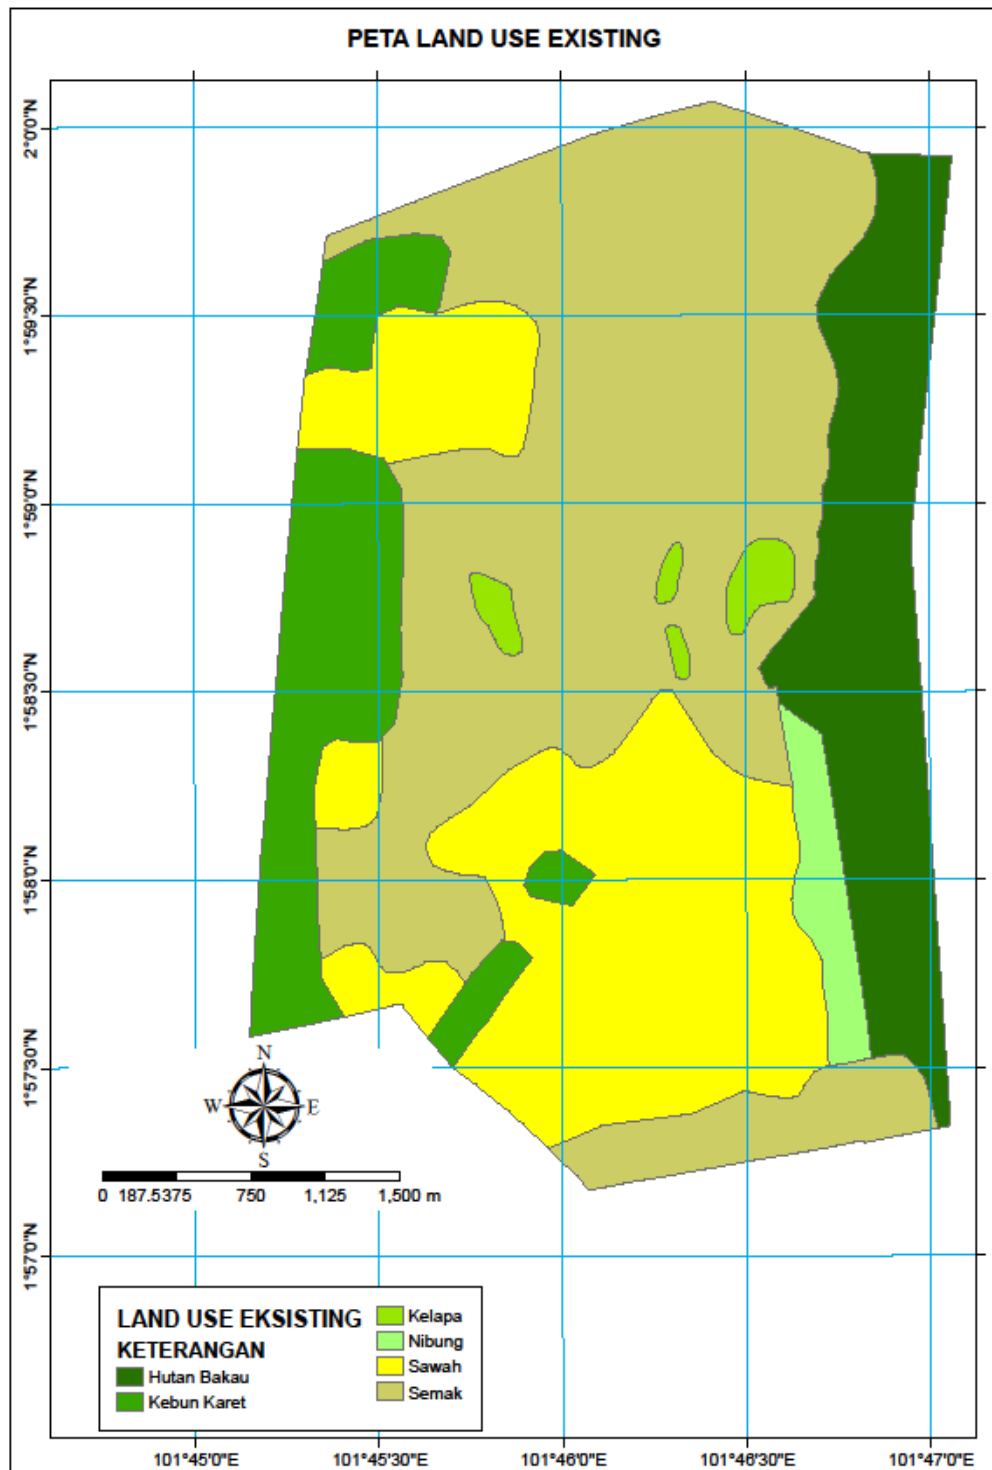 PETA LAND USE EXISTING
2°0'0"N
1°59'30"N
1°59'0"N
1°58'30"N
1°58'0"N
1°57'30"N
1°57'0"N
N
W E
S
0 187.5375 750 1,125 1,500 m
LAND USE EKSISTING
KETERANGAN
Hutan Bakau
Kebun Karet
Kelapa
Nibung
Sawah
Semak
101°45'0"E 101°45'30"E 101°46'0"E 101°46'30"E 101°47'0"E